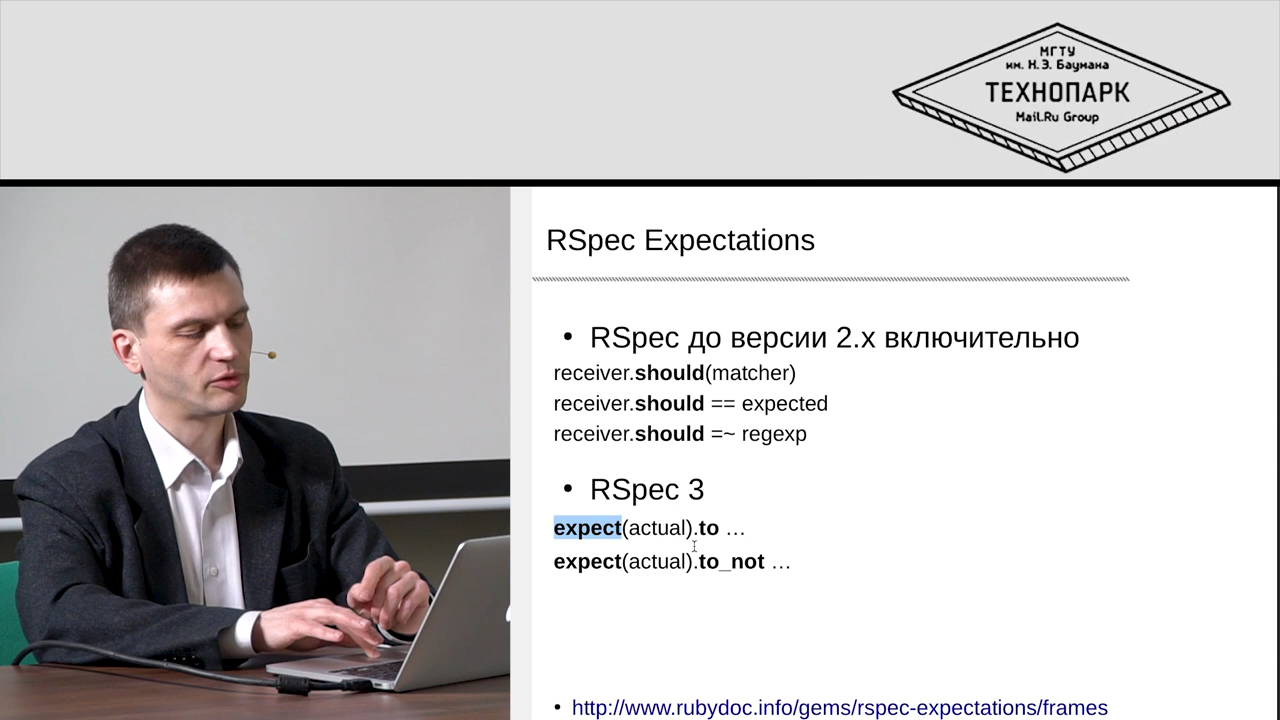 МГТУ
им. Н.Э. Баумана
ТЕХНОПАРК
Mail.Ru Group
RSpec Expectations
• RSpec до версии 2.x включительно
receiver.should(matcher)
receiver.should == expected
receiver.should =~ regexp
• RSpec 3
expect(actual).to …
expect(actual).to_not …
• http://www.rubydoc.info/gems/rspec-expectations/frames